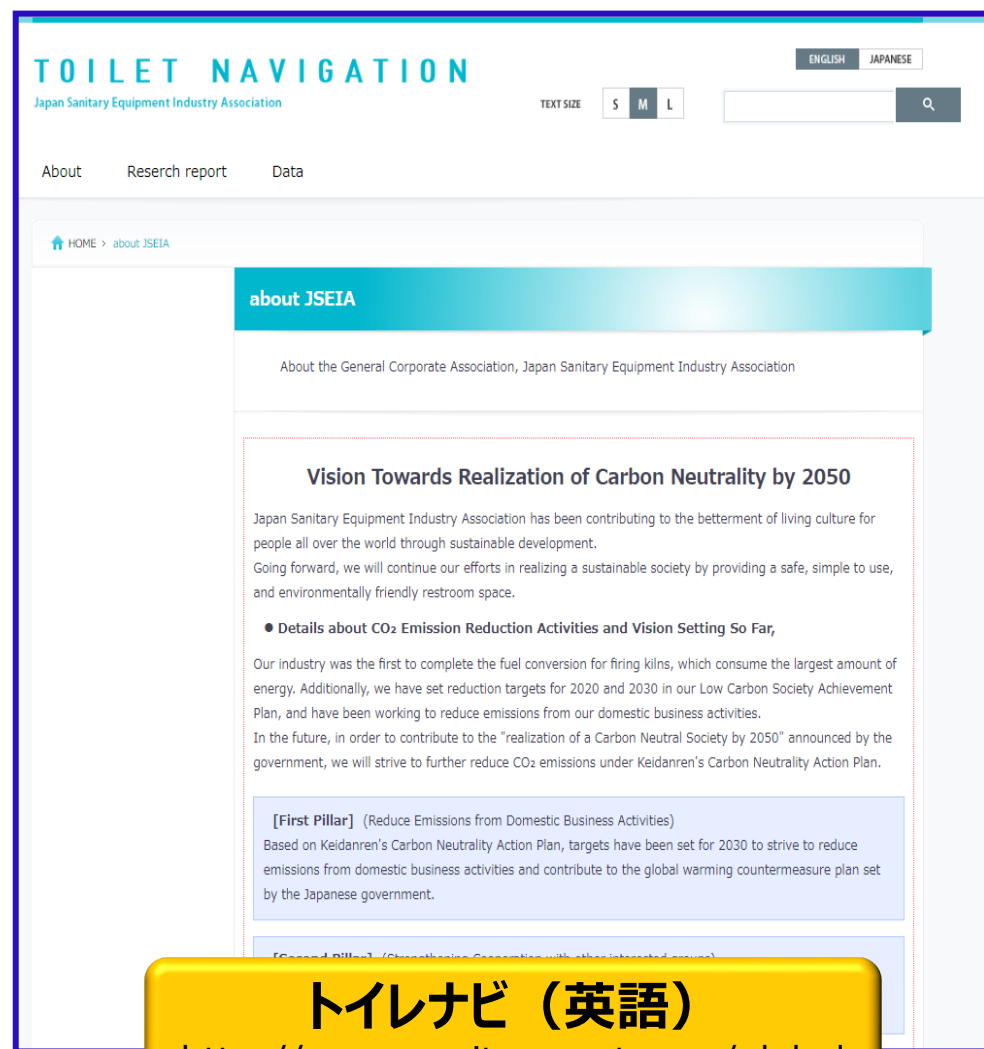 TOILET NAVIGATION
Japan Sanitary Equipment Industry Association
ENGLISH JAPANESE
TEXT SIZE S M L
About Reserch report Data
HOME > about JSEIA
about JSEIA
About the General Corporate Association, Japan Sanitary Equipment Industry Association
Vision Towards Realization of Carbon Neutrality by 2050
Japan Sanitary Equipment Industry Association has been contributing to the betterment of living culture for
people all over the world through sustainable development.
Going forward, we will continue our efforts in realizing a sustainable society by providing a safe, simple to use,
and environmentally friendly restroom space.
● Details about CO₂ Emission Reduction Activities and Vision Setting So Far,
Our industry was the first to complete the fuel conversion for firing kilns, which consume the largest amount of
energy. Additionally, we have set reduction targets for 2020 and 2030 in our Low Carbon Society Achievement
Plan, and have been working to reduce emissions from our domestic business activities.
In the future, in order to contribute to the "realization of a Carbon Neutral Society by 2050" announced by the
government, we will strive to further reduce CO₂ emissions under Keidanren's Carbon Neutrality Action Plan.
[First Pillar] (Reduce Emissions from Domestic Business Activities)
Based on Keidanren's Carbon Neutrality Action Plan, targets have been set for 2030 to strive to reduce
emissions from domestic business activities and contribute to the global warming countermeasure plan set
by the Japanese government.
[Second Pillar] (Strengthening Cooperation with other interested groups)
トイレナビ（英語）